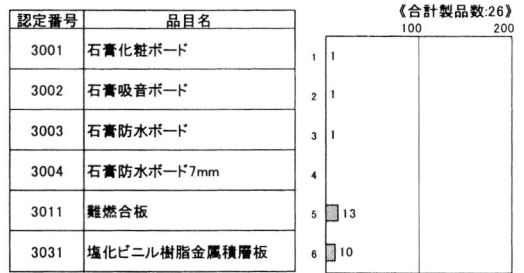 《合計製品数:26》
認定番号 品目名
100 200
3001 石膏化粧ボード 1 1
3002 石膏吸音ボード 2 1
3003 石膏防水ボード 3 1
3004 石膏防水ボード7mm 4
3011 難燃合板 5 13
3031 塩化ビニル樹脂金属積層板 6 10